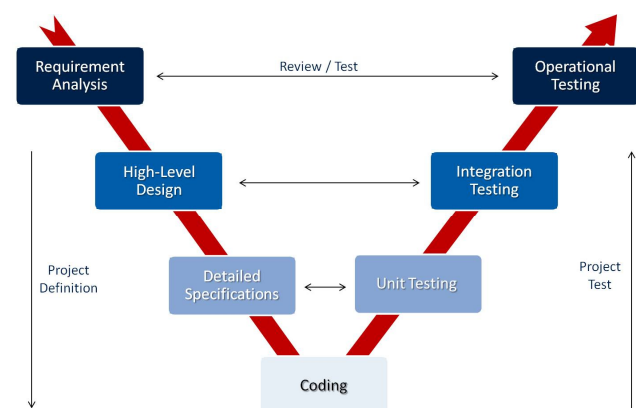 Requirement
Analysis
Review / Test
Operational
Testing
High-Level
Design
Integration
Testing
Project
Definition
Detailed
Specifications
Unit Testing
Project
Test
Coding